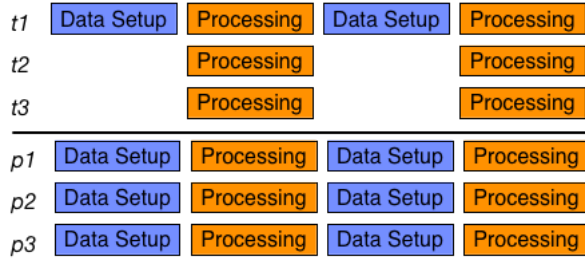 t1 Data Setup Processing Data Setup Processing
t2 Processing Processing
t3 Processing Processing
p1 Data Setup Processing Data Setup Processing
p2 Data Setup Processing Data Setup Processing
p3 Data Setup Processing Data Setup Processing